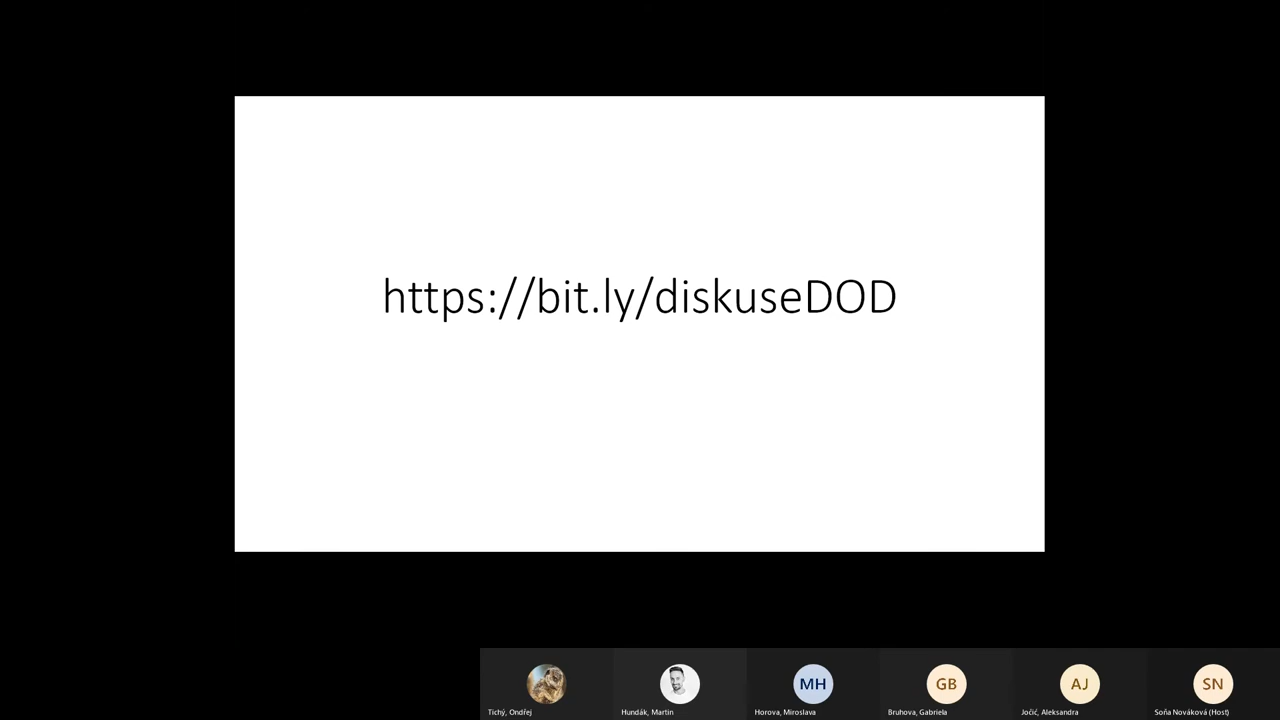 https://bit.ly/diskuseDOD
MH
GB
AJ
SN
Tichý, Ondřej
Hundák, Martin
Horova, Miroslava
Bruhova, Gabriela
Joćić, Aleksandra
Soňa Nováková (Host)